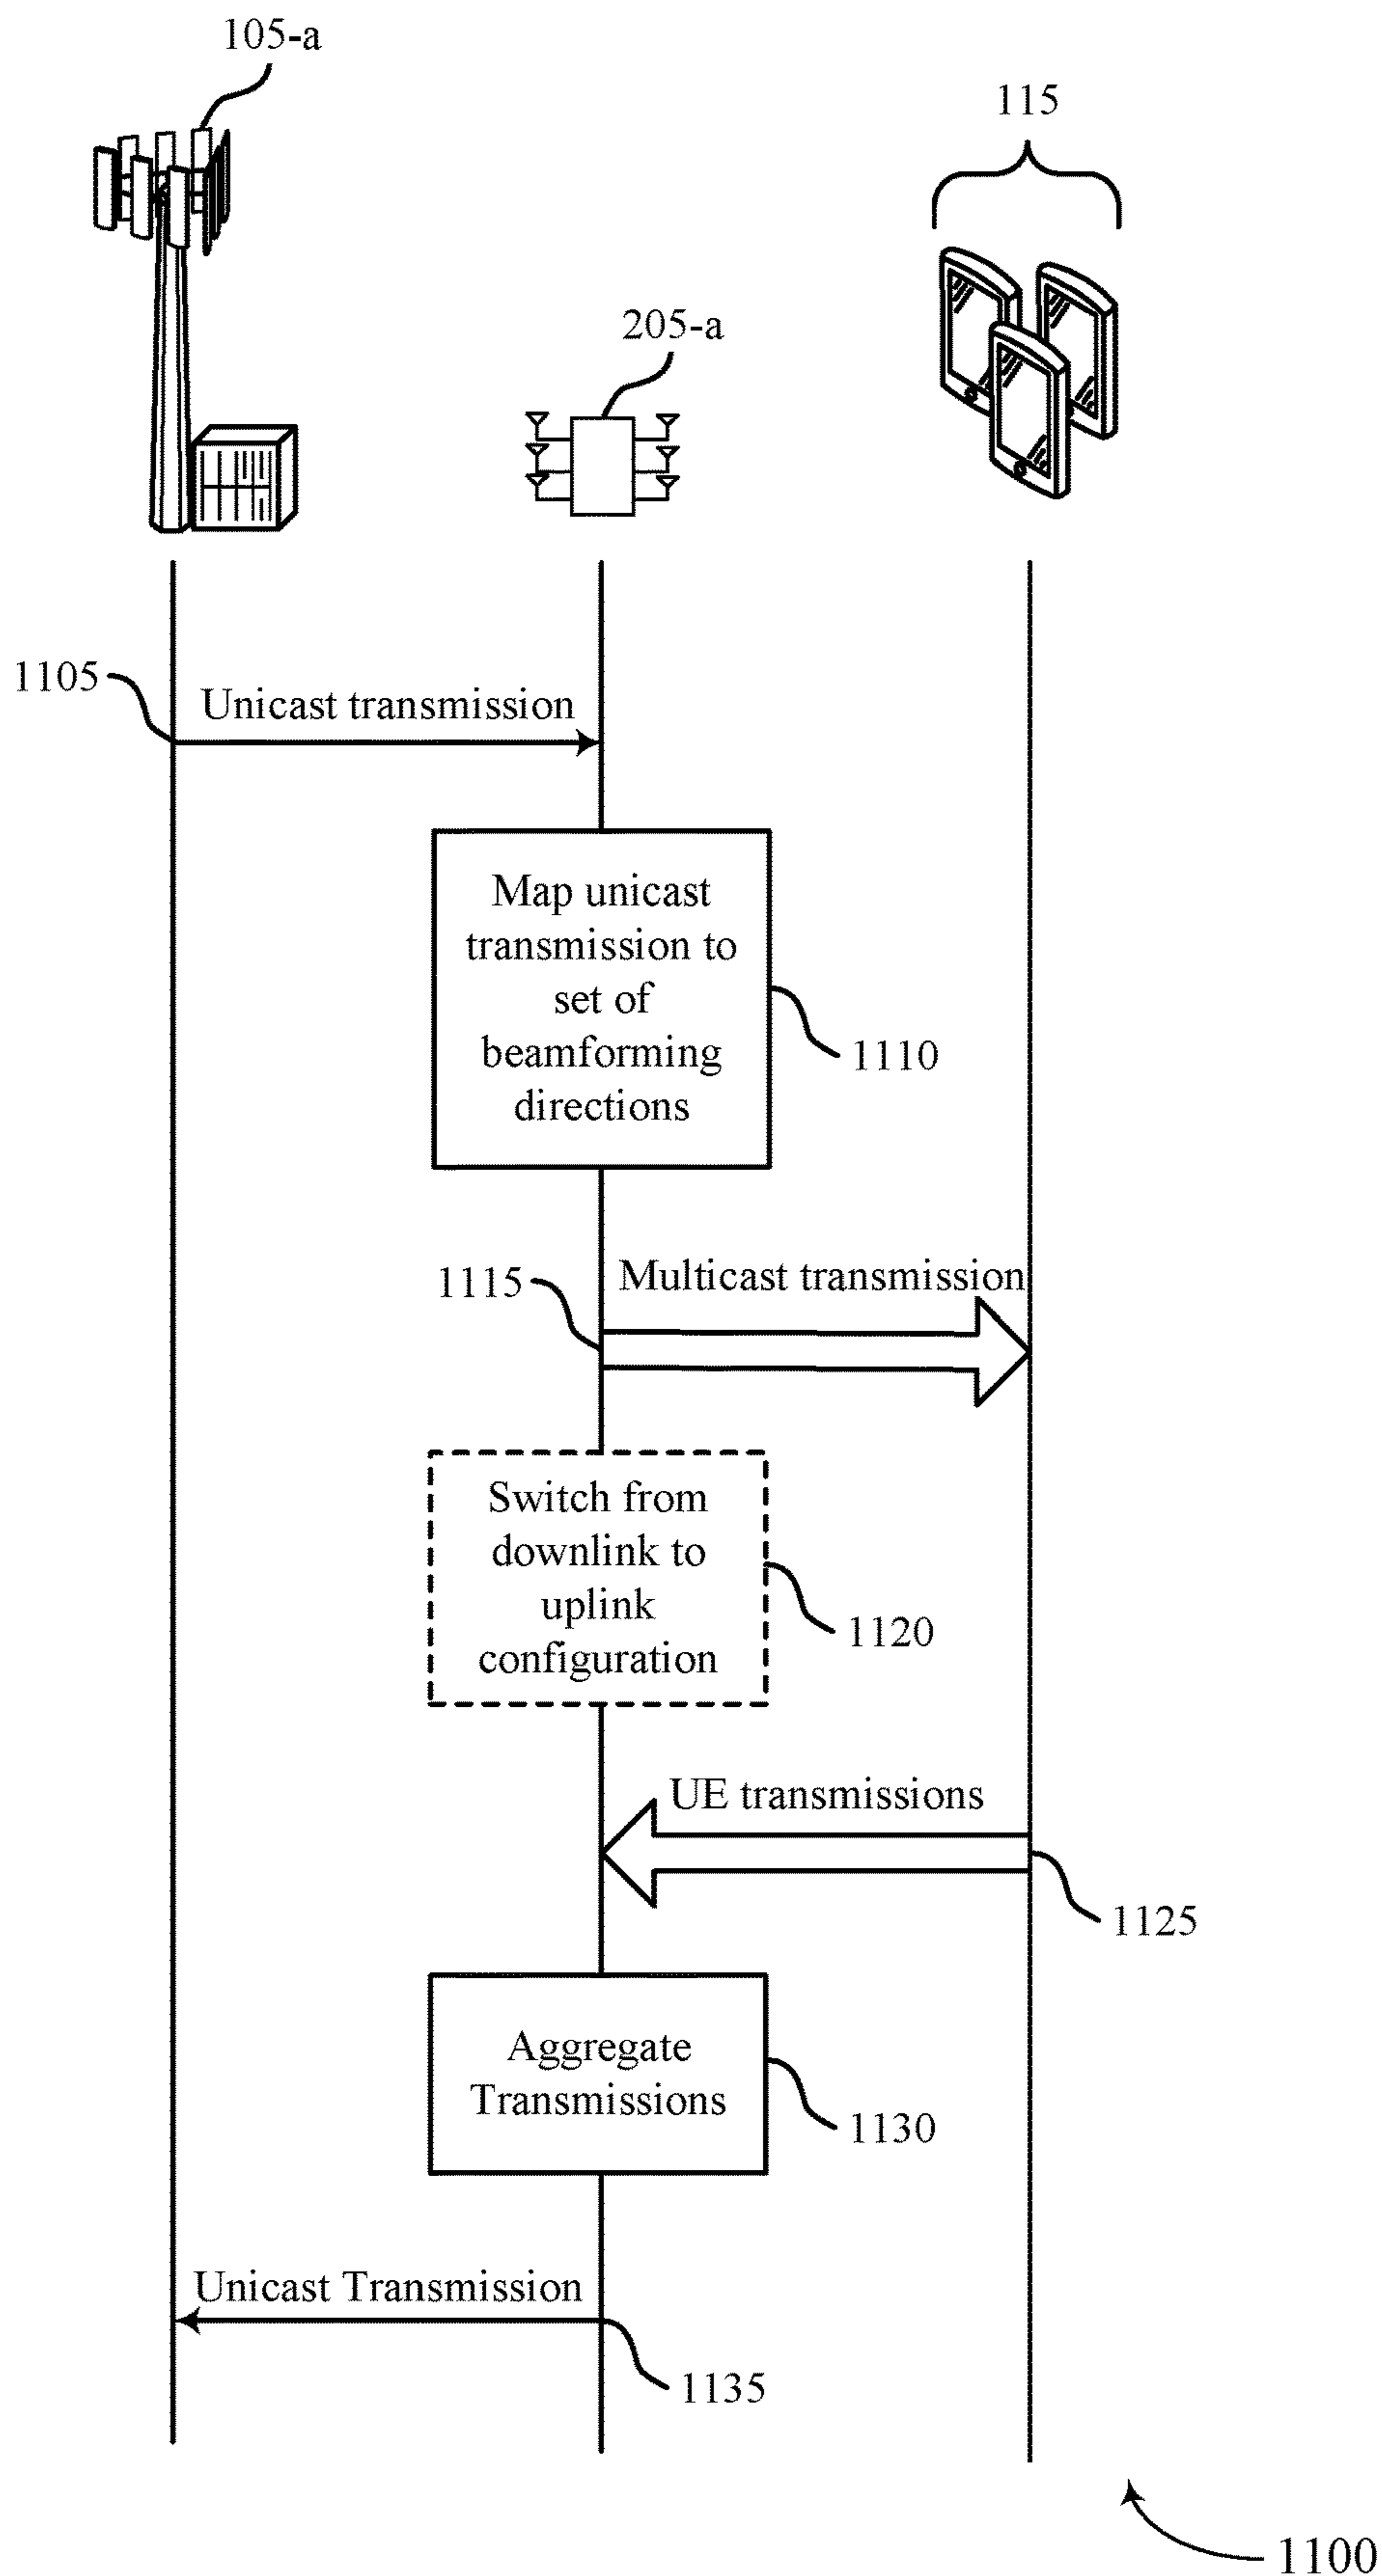 105-a
115
205-a
1105
Unicast transmission
Map unicast
transmission to
set of
beamforming
directions
1110
Multicast transmission
1115
Switch from
downlink to
uplink
configuration
1120
UE transmissions
1125
Aggregate
Transmissions
1130
Unicast Transmission
1135
1100